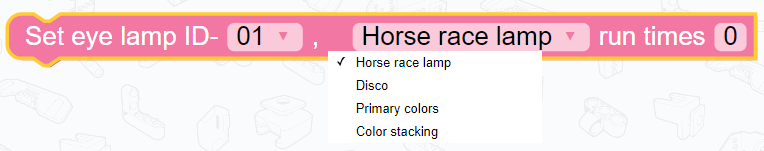 Set eye lamp ID- 01 , Horse race lamp run times 0
✓ Horse race lamp
Disco
Primary colors
Color stacking